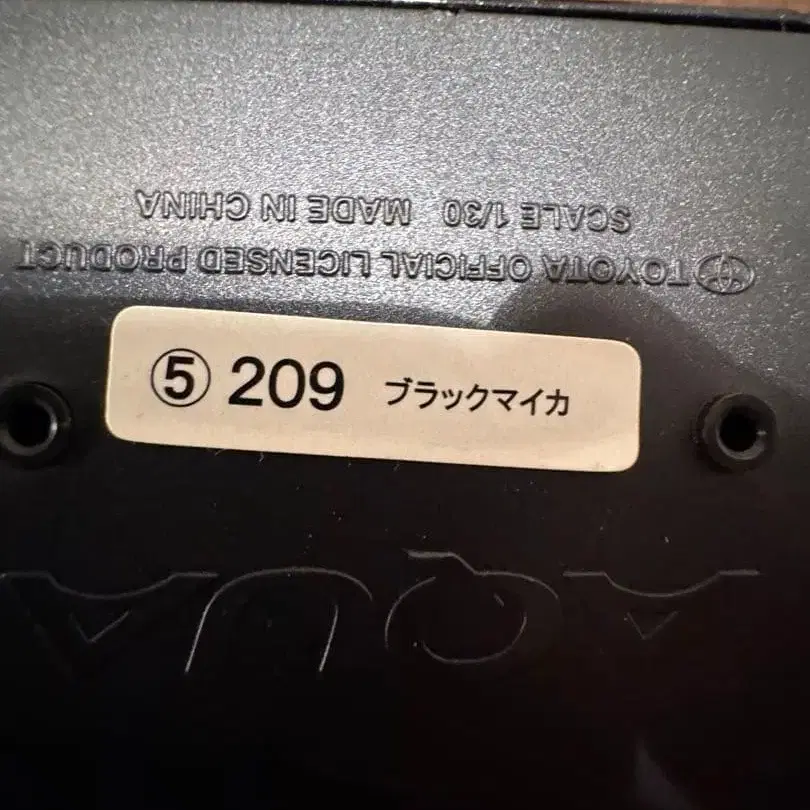 TOYOTA OFFICIAL LICENSED PRODUCT
SCALE 1/30 MADE IN CHINA
⑤ 209 ブラックマイカ
AQUA